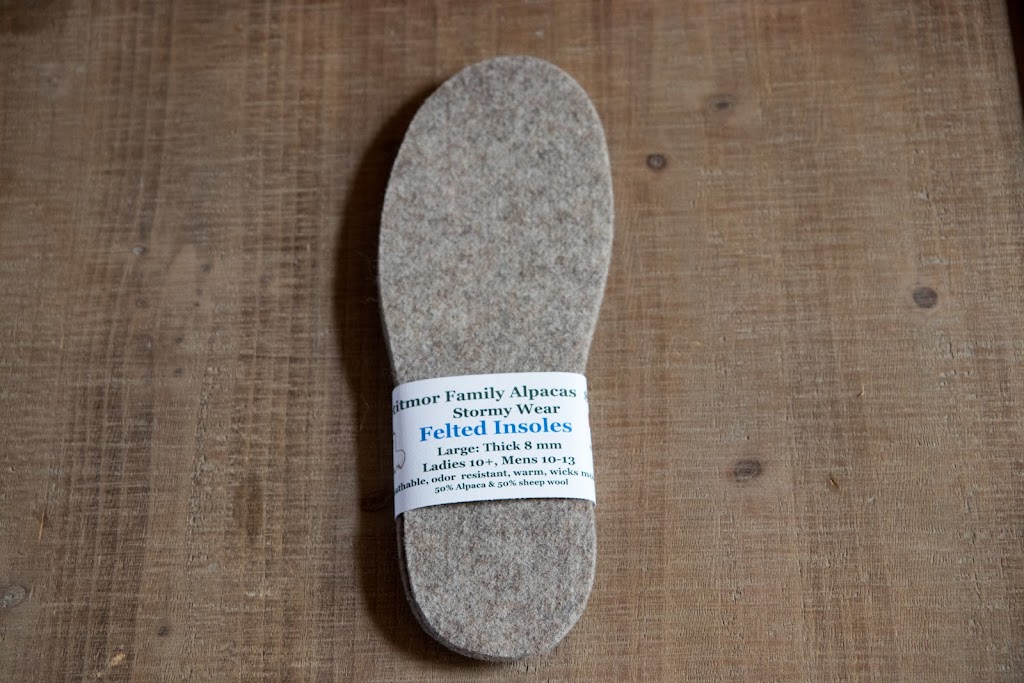 Family Alpacas
Stormy Wear
Felted Insoles
Large: Thick 8 mm
Ladies 10+, Mens 10-13
odor resistant, warm, wicks
50% Alpaca & 50% sheep wool